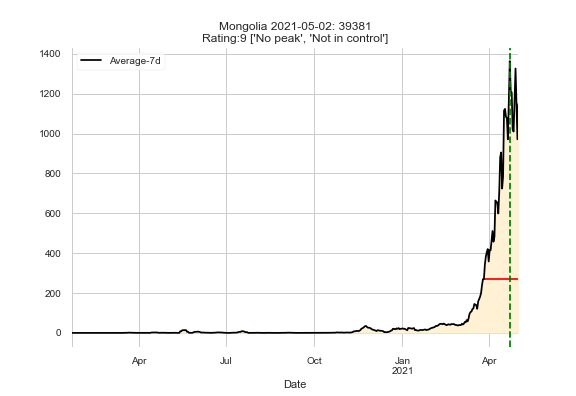 Mongolia 2021-05-02: 39381
Rating:9 ['No peak', 'Not in control']
Average-7d
1400
1200
1000
800
600
400
200
0
Apr
Jul
Oct
Jan
2021
Apr
Date